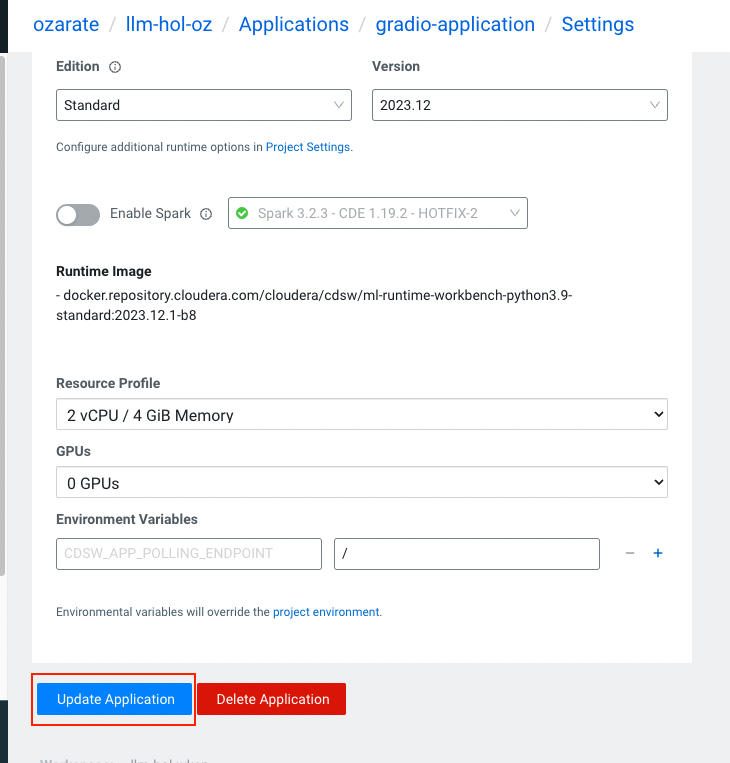 ozarate / llm-hol-oz / Applications / gradio-application / Settings
Edition Version
Standard 2023.12
Configure additional runtime options in Project Settings.
Enable Spark Spark 3.2.3 - CDE 1.19.2 - HOTFIX-2
Runtime Image
- docker.repository.cloudera.com/cloudera/cdsw/ml-runtime-workbench-python3.9-
standard:2023.12.1-b8
Resource Profile
2 vCPU / 4 GiB Memory
GPUs
0 GPUs
Environment Variables
CDSW_APP_POLLING_ENDPOINT /
Environmental variables will override the project environment.
Update Application Delete Application